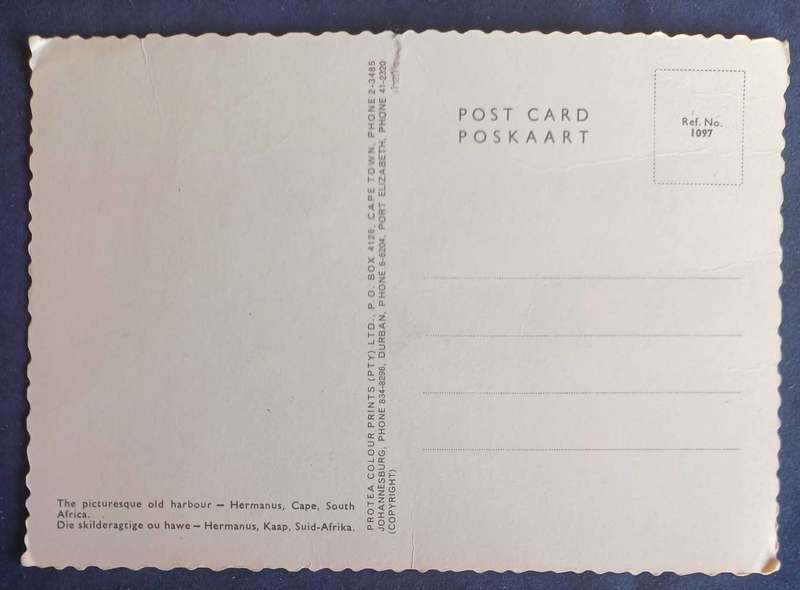 The picturesque old harbour – Hermanus, Cape, South
Africa.
Die skilderagtige ou hawe – Hermanus, Kaap, Suid-Afrika.
PROTEA COLOUR PRINTS (PTY) LTD., P.O. BOX 4126, CAPE TOWN, PHONE 2-3485
JOHANNESBURG, PHONE 834-8296, DURBAN, PHONE 6-6204, PORT ELIZABETH, PHONE 41-2320
(COPYRIGHT)
POST CARD
POSKAART
Ref. No.
1097